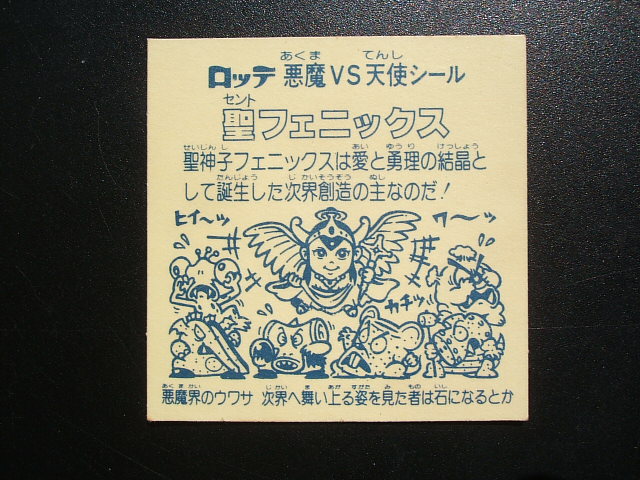 ロッテ 悪魔VS天使シール
聖フェニックス
聖神子フェニックスは愛と勇理の結晶と
して誕生した次界創造の主なのだ!
ヒイ〜ッ
ワ〜ッ
カチッ
悪魔界のウワサ 次界へ舞い上る姿を見た者は石になるとか